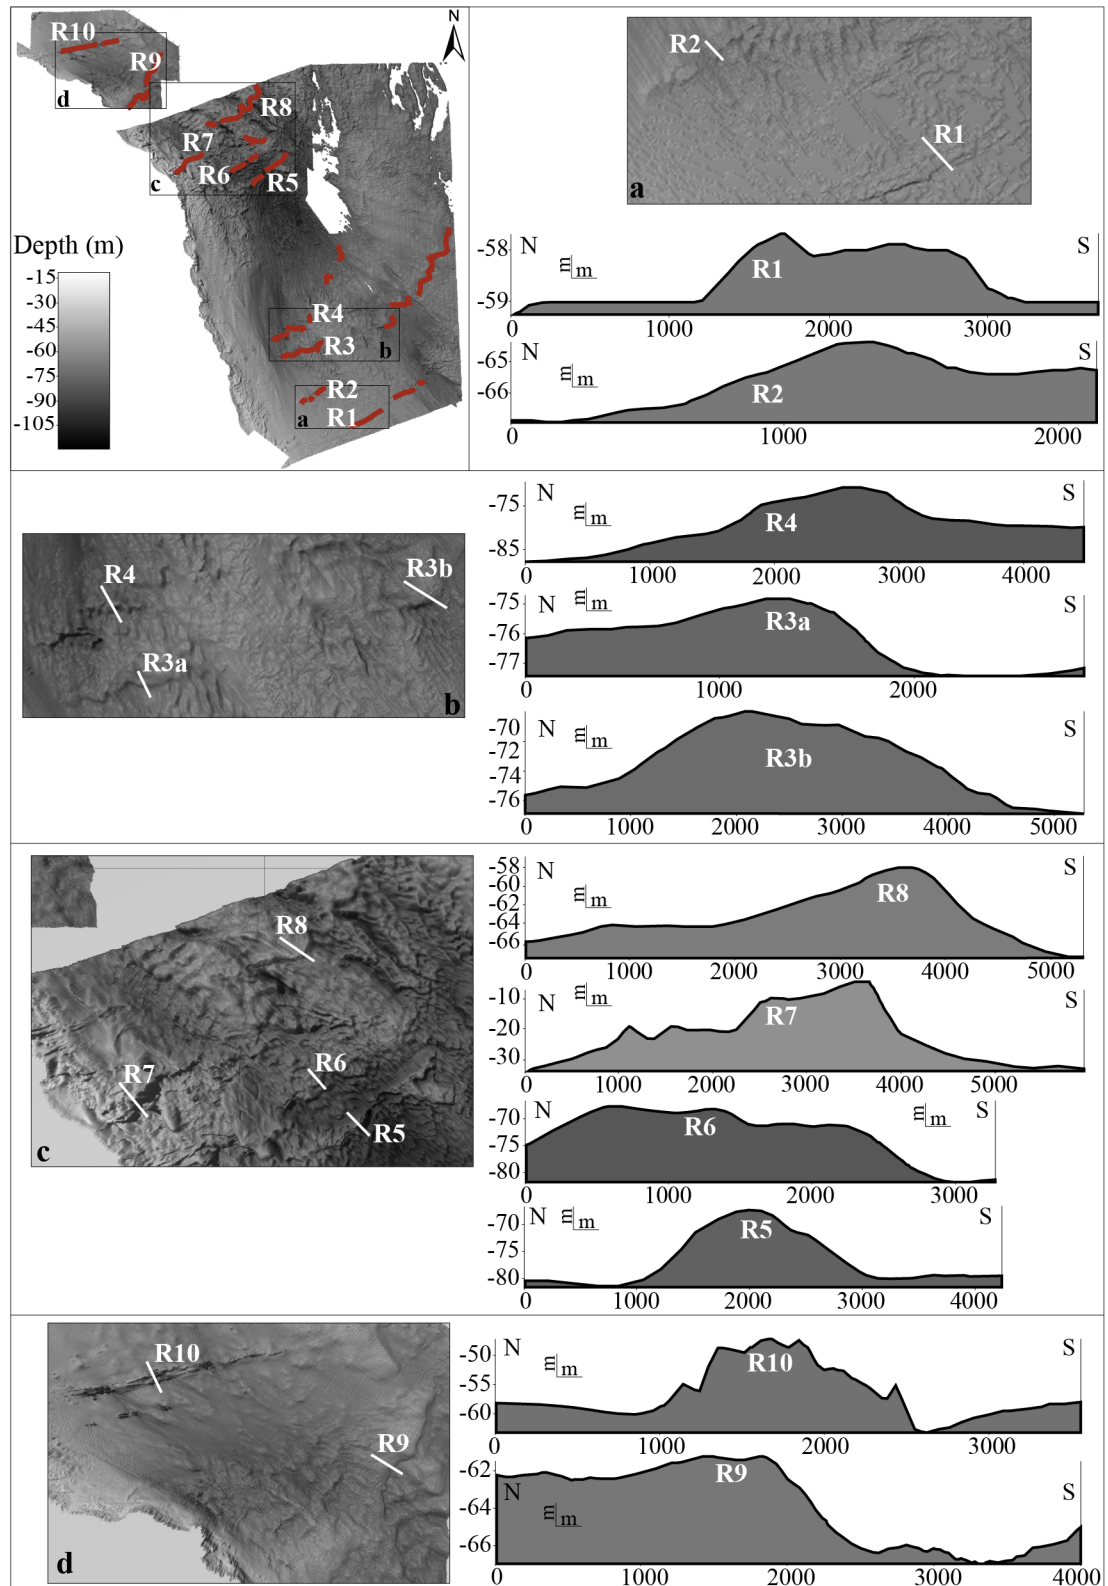 N
R10
R9
d
R8
R7
R6
R5
c
Depth (m)
-15
-30
-45
-60
-75
-90
-105
R4
R3
b
R2
R1
a
R2
R1
a
N S
-58
-59
m
m
R1
0 1000 2000 3000
N S
-65
-66
m
m
R2
0 1000 2000
R4
R3b
R3a
b
N S
-75
-85
m
m
R4
0 1000 2000 3000 4000
N S
-75
-76
-77
m
m
R3a
0 1000 2000
N S
-70
-72
-74
-76
m
m
R3b
0 1000 2000 3000 4000 5000
R8
R7
R6
R5
c
N S
-58
-60
-62
-64
-66
m
m
R8
0 1000 2000 3000 4000 5000
N S
-10
-20
-30
m
m
R7
0 1000 2000 3000 4000 5000
N S
-70
-75
-80
m
m
R6
0 1000 2000 3000
N S
-70
-75
-80
m
m
R5
0 1000 2000 3000 4000
R10
R9
d
N S
-50
-55
-60
m
m
R10
0 1000 2000 3000
N S
-62
-64
-66
m
m
R9
0 1000 2000 3000 4000